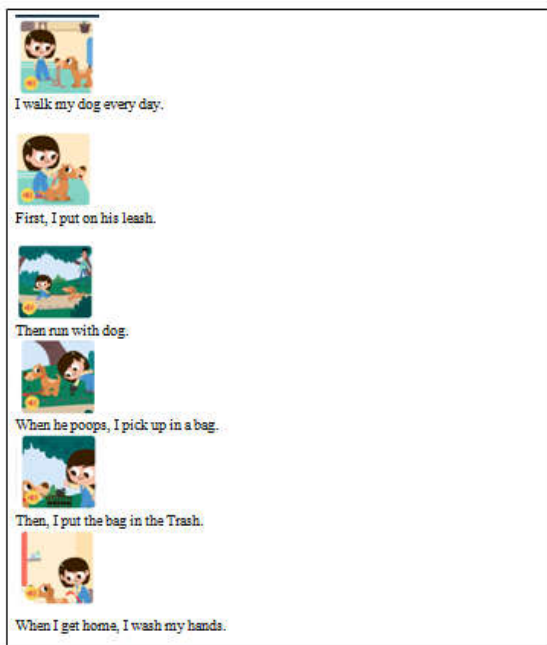 I walk my dog every day.
First, I put on his leash.
Then run with dog.
When he poops, I pick up in a bag.
Then, I put the bag in the Trash.
When I get home, I wash my hands.